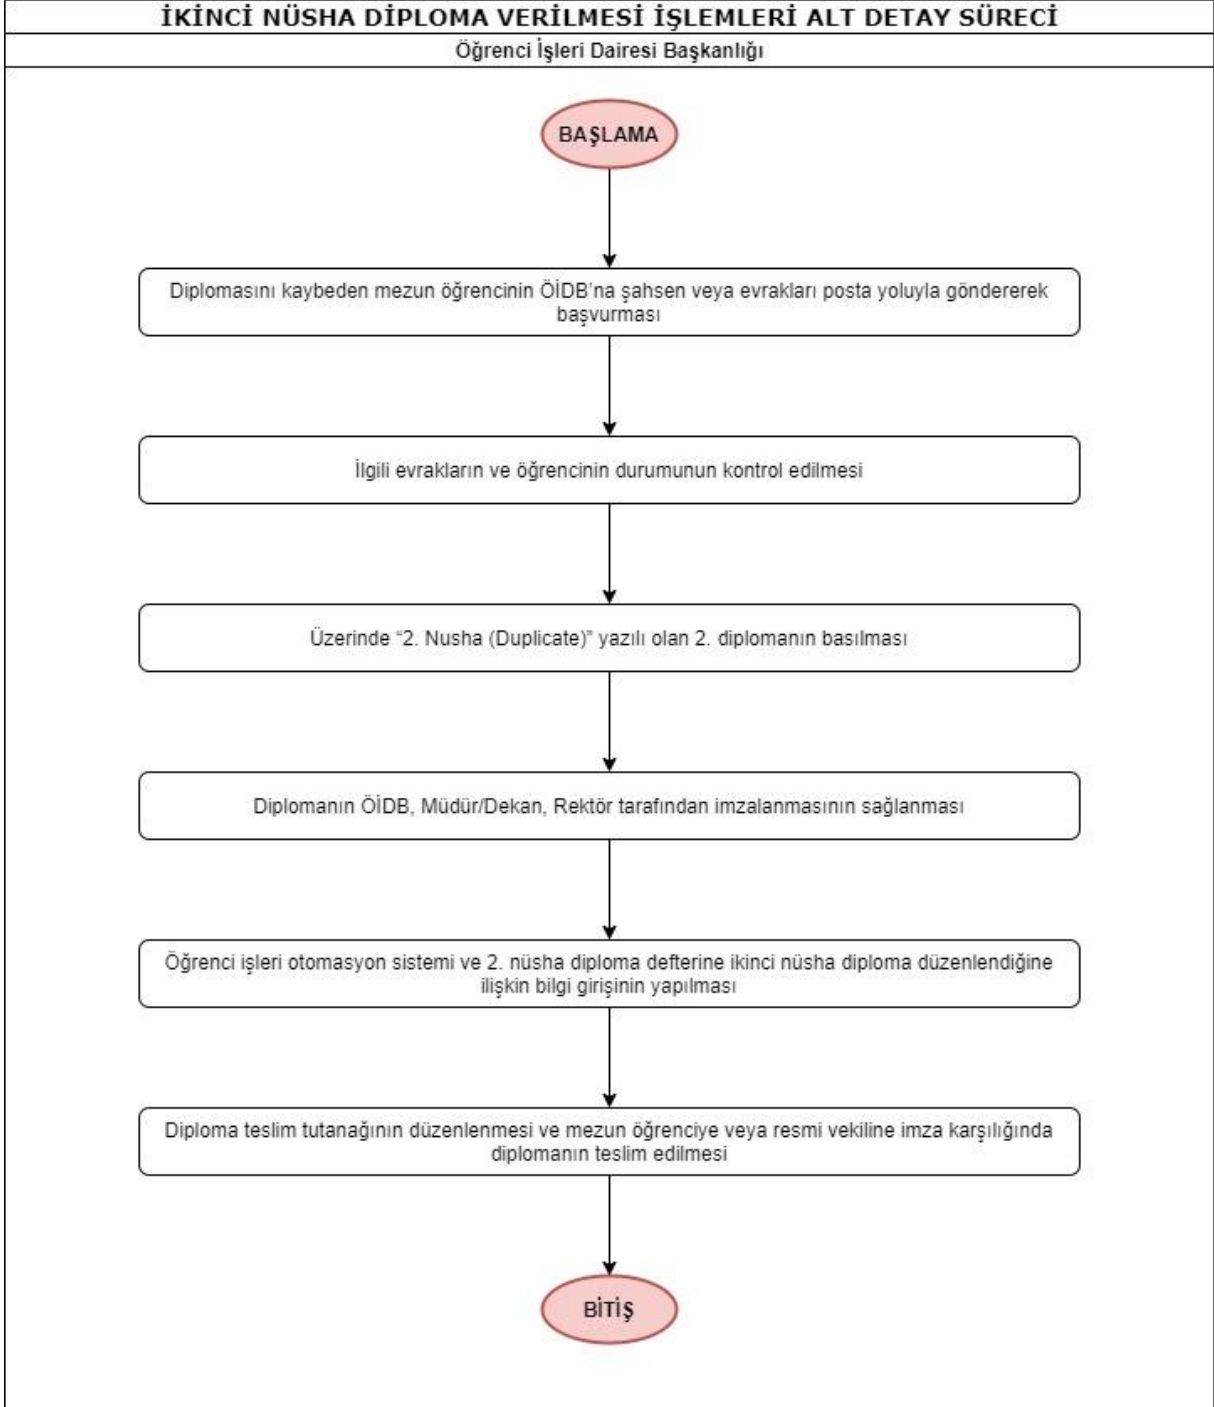 İKİNCİ NÜSHA DİPLOMA VERİLMESİ İŞLEMLERİ ALT DETAY SÜRECİ
Öğrenci İşleri Dairesi Başkanlığı
BAŞLAMA
Diplomasını kaybeden mezun öğrencinin ÖİDB'na şahsen veya evrakları posta yoluyla göndererek
başvurması
İlgili evrakların ve öğrencinin durumunun kontrol edilmesi
Üzerinde “2. Nusha (Duplicate)” yazılı olan 2. diplomanın basılması
Diplomanın ÖİDB, Müdür/Dekan, Rektör tarafından imzalanmasının sağlanması
Öğrenci işleri otomasyon sistemi ve 2. nüsha diploma defterine ikinci nüsha diploma düzenlendiğine
ilişkin bilgi girişinin yapılması
Diploma teslim tutanağının düzenlenmesi ve mezun öğrenciye veya resmi vekiline imza karşılığında
diplomanın teslim edilmesi
BİTİŞ